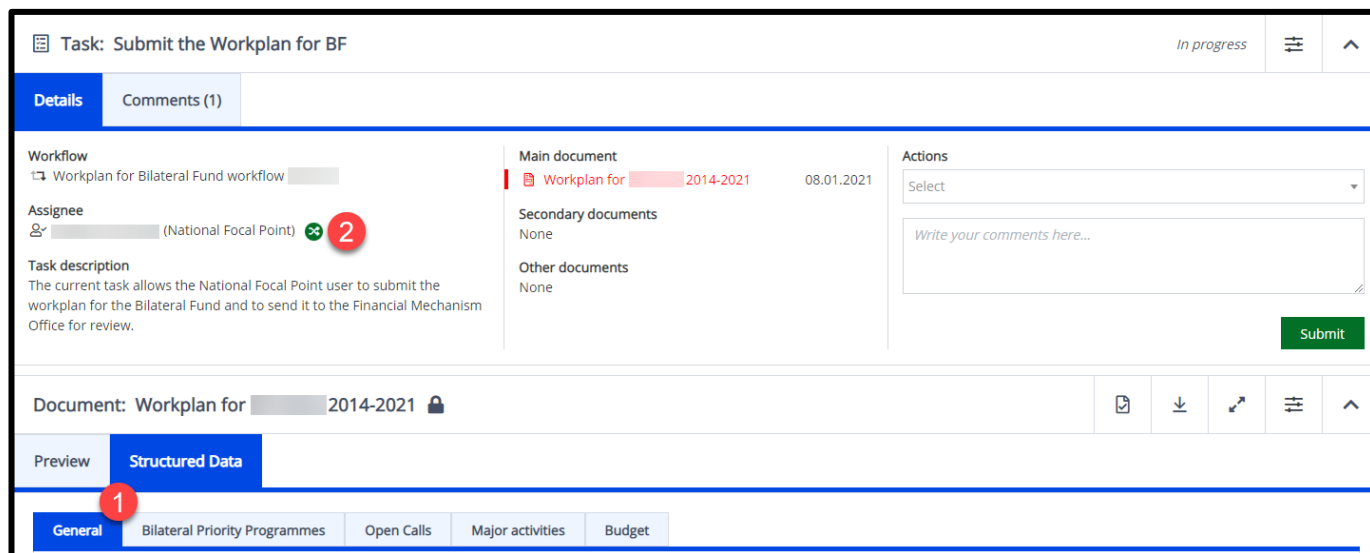 Task: Submit the Workplan for BF
In progress
Details
Comments (1)
Workflow
Workplan for Bilateral Fund workflow
Assignee
(National Focal Point)
2
Task description
The current task allows the National Focal Point user to submit the
workplan for the Bilateral Fund and to send it to the Financial Mechanism
Office for review.
Main document
Workplan for 2014-2021 08.01.2021
Secondary documents
None
Other documents
None
Actions
Select
Write your comments here...
Submit
Document: Workplan for 2014-2021
Preview
Structured Data
1
General
Bilateral Priority Programmes
Open Calls
Major activities
Budget